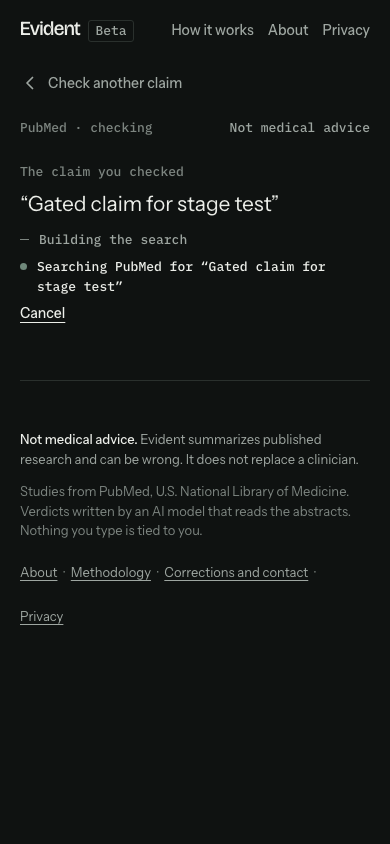 Evident Beta How it works About Privacy
Check another claim
PubMed · checking Not medical advice
The claim you checked
“Gated claim for stage test”
— Building the search
Searching PubMed for “Gated claim for
stage test”
Cancel
Not medical advice. Evident summarizes published
research and can be wrong. It does not replace a clinician.
Studies from PubMed, U.S. National Library of Medicine.
Verdicts written by an AI model that reads the abstracts.
Nothing you type is tied to you.
About · Methodology · Corrections and contact ·
Privacy